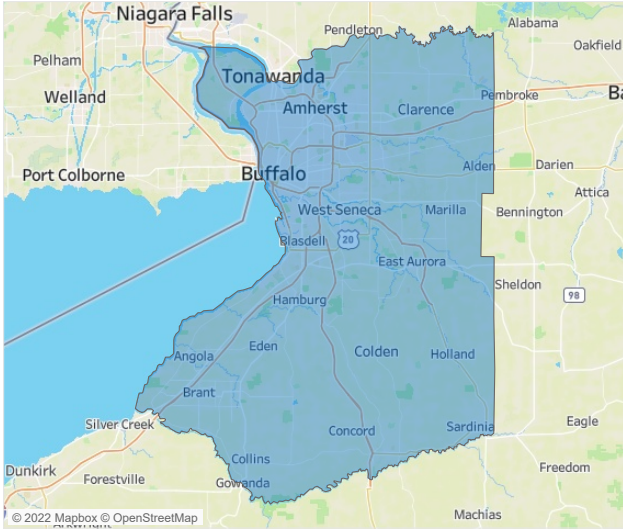 Niagara Falls
Alabama
Pendleton
Oakfield
Pelham
Tonawanda
Welland
Pembroke
Ba
Amherst
Clarence
Port Colborne
Buffalo
Alden
Darien
Attica
West Seneca
Marilla
Bennington
Blasdell
20
East Aurora
Sheldon
98
Hamburg
Angola
Eden
Colden
Holland
Brant
Silver Creek
Concord
Sardinia
Eagle
Dunkirk
Collins
Freedom
Forestville
Gowanda
Machias
© 2022 Mapbox © OpenStreetMap